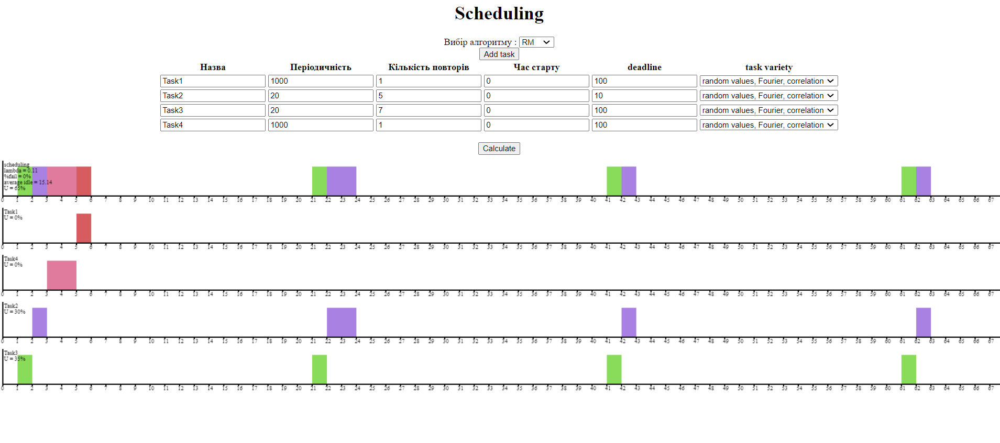 Scheduling
Вибір алгоритму : RM
Add task
Назва Періодичність Кількість повторів Час старту deadline task variety
Task1 1000 1 0 100 random values, Fourier, correlation
Task2 20 5 0 10 random values, Fourier, correlation
Task3 20 7 0 100 random values, Fourier, correlation
Task4 1000 1 0 100 random values, Fourier, correlation
Calculate
scheduling
lambda = 0.11
%fail = 0%
average idle = 15.14
U = 65%
0 1 2 3 4 5 6 7 8 9 10 11 12 13 14 15 16 17 18 19 20 21 22 23 24 25 26 27 28 29 30 31 32 33 34 35 36 37 38 39 40 41 42 43 44 45 46 47 48 49 50 51 52 53 54 55 56 57 58 59 60 61 62 63 64 65 66 67
Task1
U = 0%
0 1 2 3 4 5 6 7 8 9 10 11 12 13 14 15 16 17 18 19 20 21 22 23 24 25 26 27 28 29 30 31 32 33 34 35 36 37 38 39 40 41 42 43 44 45 46 47 48 49 50 51 52 53 54 55 56 57 58 59 60 61 62 63 64 65 66 67
Task4
U = 0%
0 1 2 3 4 5 6 7 8 9 10 11 12 13 14 15 16 17 18 19 20 21 22 23 24 25 26 27 28 29 30 31 32 33 34 35 36 37 38 39 40 41 42 43 44 45 46 47 48 49 50 51 52 53 54 55 56 57 58 59 60 61 62 63 64 65 66 67
Task2
U = 30%
0 1 2 3 4 5 6 7 8 9 10 11 12 13 14 15 16 17 18 19 20 21 22 23 24 25 26 27 28 29 30 31 32 33 34 35 36 37 38 39 40 41 42 43 44 45 46 47 48 49 50 51 52 53 54 55 56 57 58 59 60 61 62 63 64 65 66 67
Task3
U = 35%
0 1 2 3 4 5 6 7 8 9 10 11 12 13 14 15 16 17 18 19 20 21 22 23 24 25 26 27 28 29 30 31 32 33 34 35 36 37 38 39 40 41 42 43 44 45 46 47 48 49 50 51 52 53 54 55 56 57 58 59 60 61 62 63 64 65 66 67